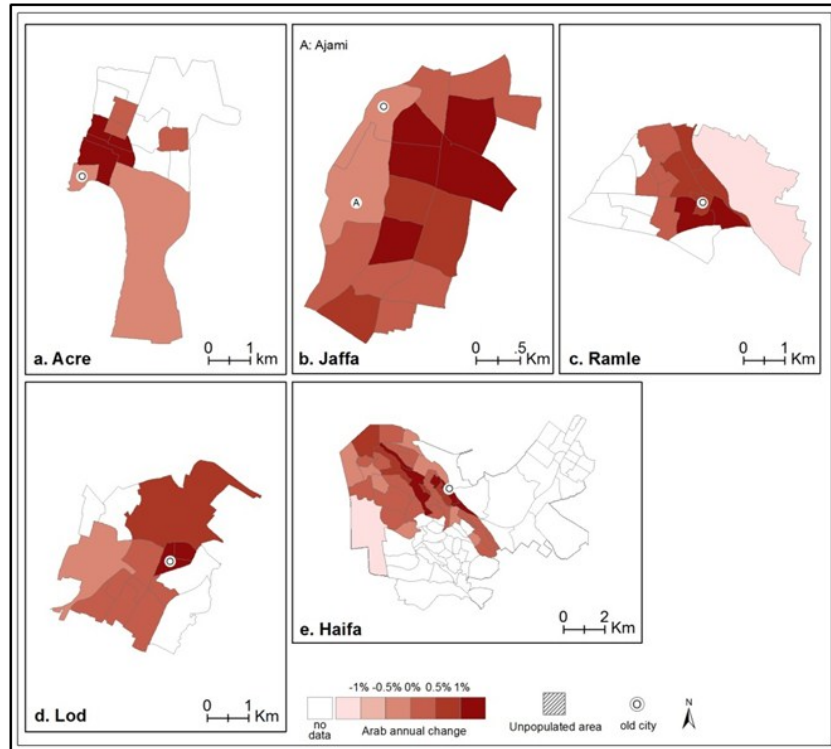 A: Ajami
A
0 1
km
a. Acre
0 .5
Km
b. Jaffa
0 1
Km
c. Ramle
0 1
Km
d. Lod
0 2
Km
e. Haifa
-1% -0.5% 0% 0.5% 1%
no data
Arab annual change
Unpopulated area
old city
N